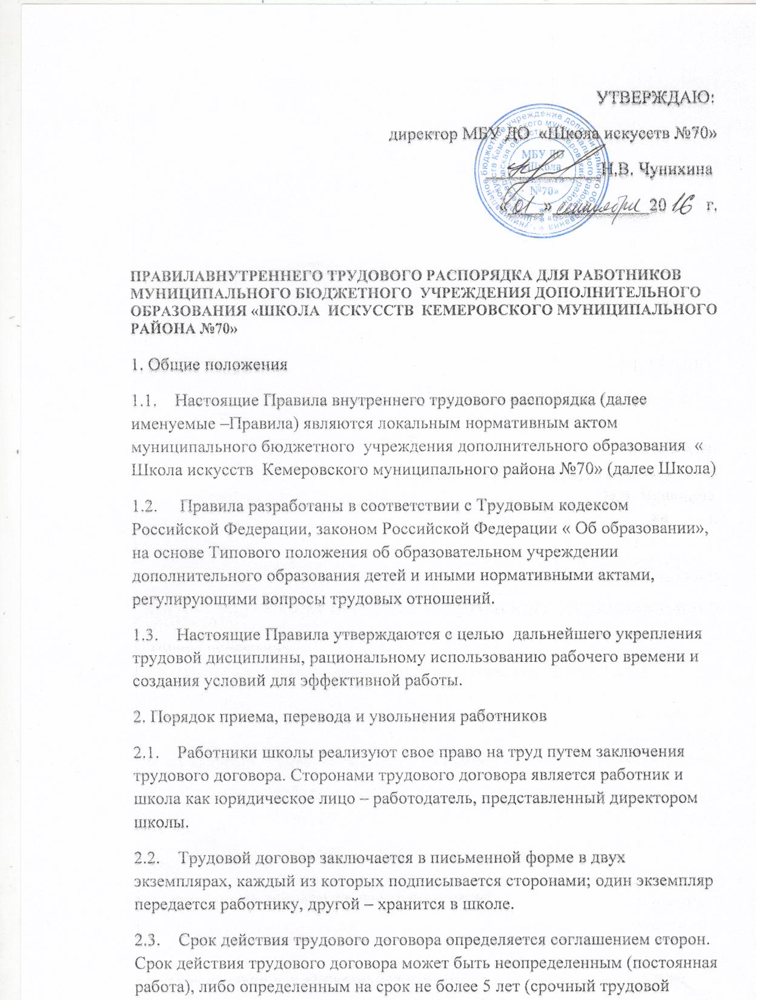 УТВЕРЖДАЮ:
директор МБУ ДО «Школа искусств №70»
МБУ ДО
«Школа
искусств
№70»
Н.В. Чунихина
«01» сентября 2016 г.
ПРАВИЛАВНУТРЕННЕГО ТРУДОВОГО РАСПОРЯДКА ДЛЯ РАБОТНИКОВ
МУНИЦИПАЛЬНОГО БЮДЖЕТНОГО УЧРЕЖДЕНИЯ ДОПОЛНИТЕЛЬНОГО
ОБРАЗОВАНИЯ «ШКОЛА ИСКУССТВ КЕМЕРОВСКОГО МУНИЦИПАЛЬНОГО
РАЙОНА №70»
1. Общие положения
1.1. Настоящие Правила внутреннего трудового распорядка (далее
именуемые –Правила) являются локальным нормативным актом
муниципального бюджетного учреждения дополнительного образования «
Школа искусств Кемеровского муниципального района №70» (далее Школа)
1.2. Правила разработаны в соответствии с Трудовым кодексом
Российской Федерации, законом Российской Федерации « Об образовании»,
на основе Типового положения об образовательном учреждении
дополнительного образования детей и иными нормативными актами,
регулирующими вопросы трудовых отношений.
1.3. Настоящие Правила утверждаются с целью дальнейшего укрепления
трудовой дисциплины, рациональному использованию рабочего времени и
создания условий для эффективной работы.
2. Порядок приема, перевода и увольнения работников
2.1. Работники школы реализуют свое право на труд путем заключения
трудового договора. Сторонами трудового договора является работник и
школа как юридическое лицо – работодатель, представленный директором
школы.
2.2. Трудовой договор заключается в письменной форме в двух
экземплярах, каждый из которых подписывается сторонами; один экземпляр
передается работнику, другой – хранится в школе.
2.3. Срок действия трудового договора определяется соглашением сторон.
Срок действия трудового договора может быть неопределенным (постоянная
работа), либо определенным на срок не более 5 лет (срочный трудовой